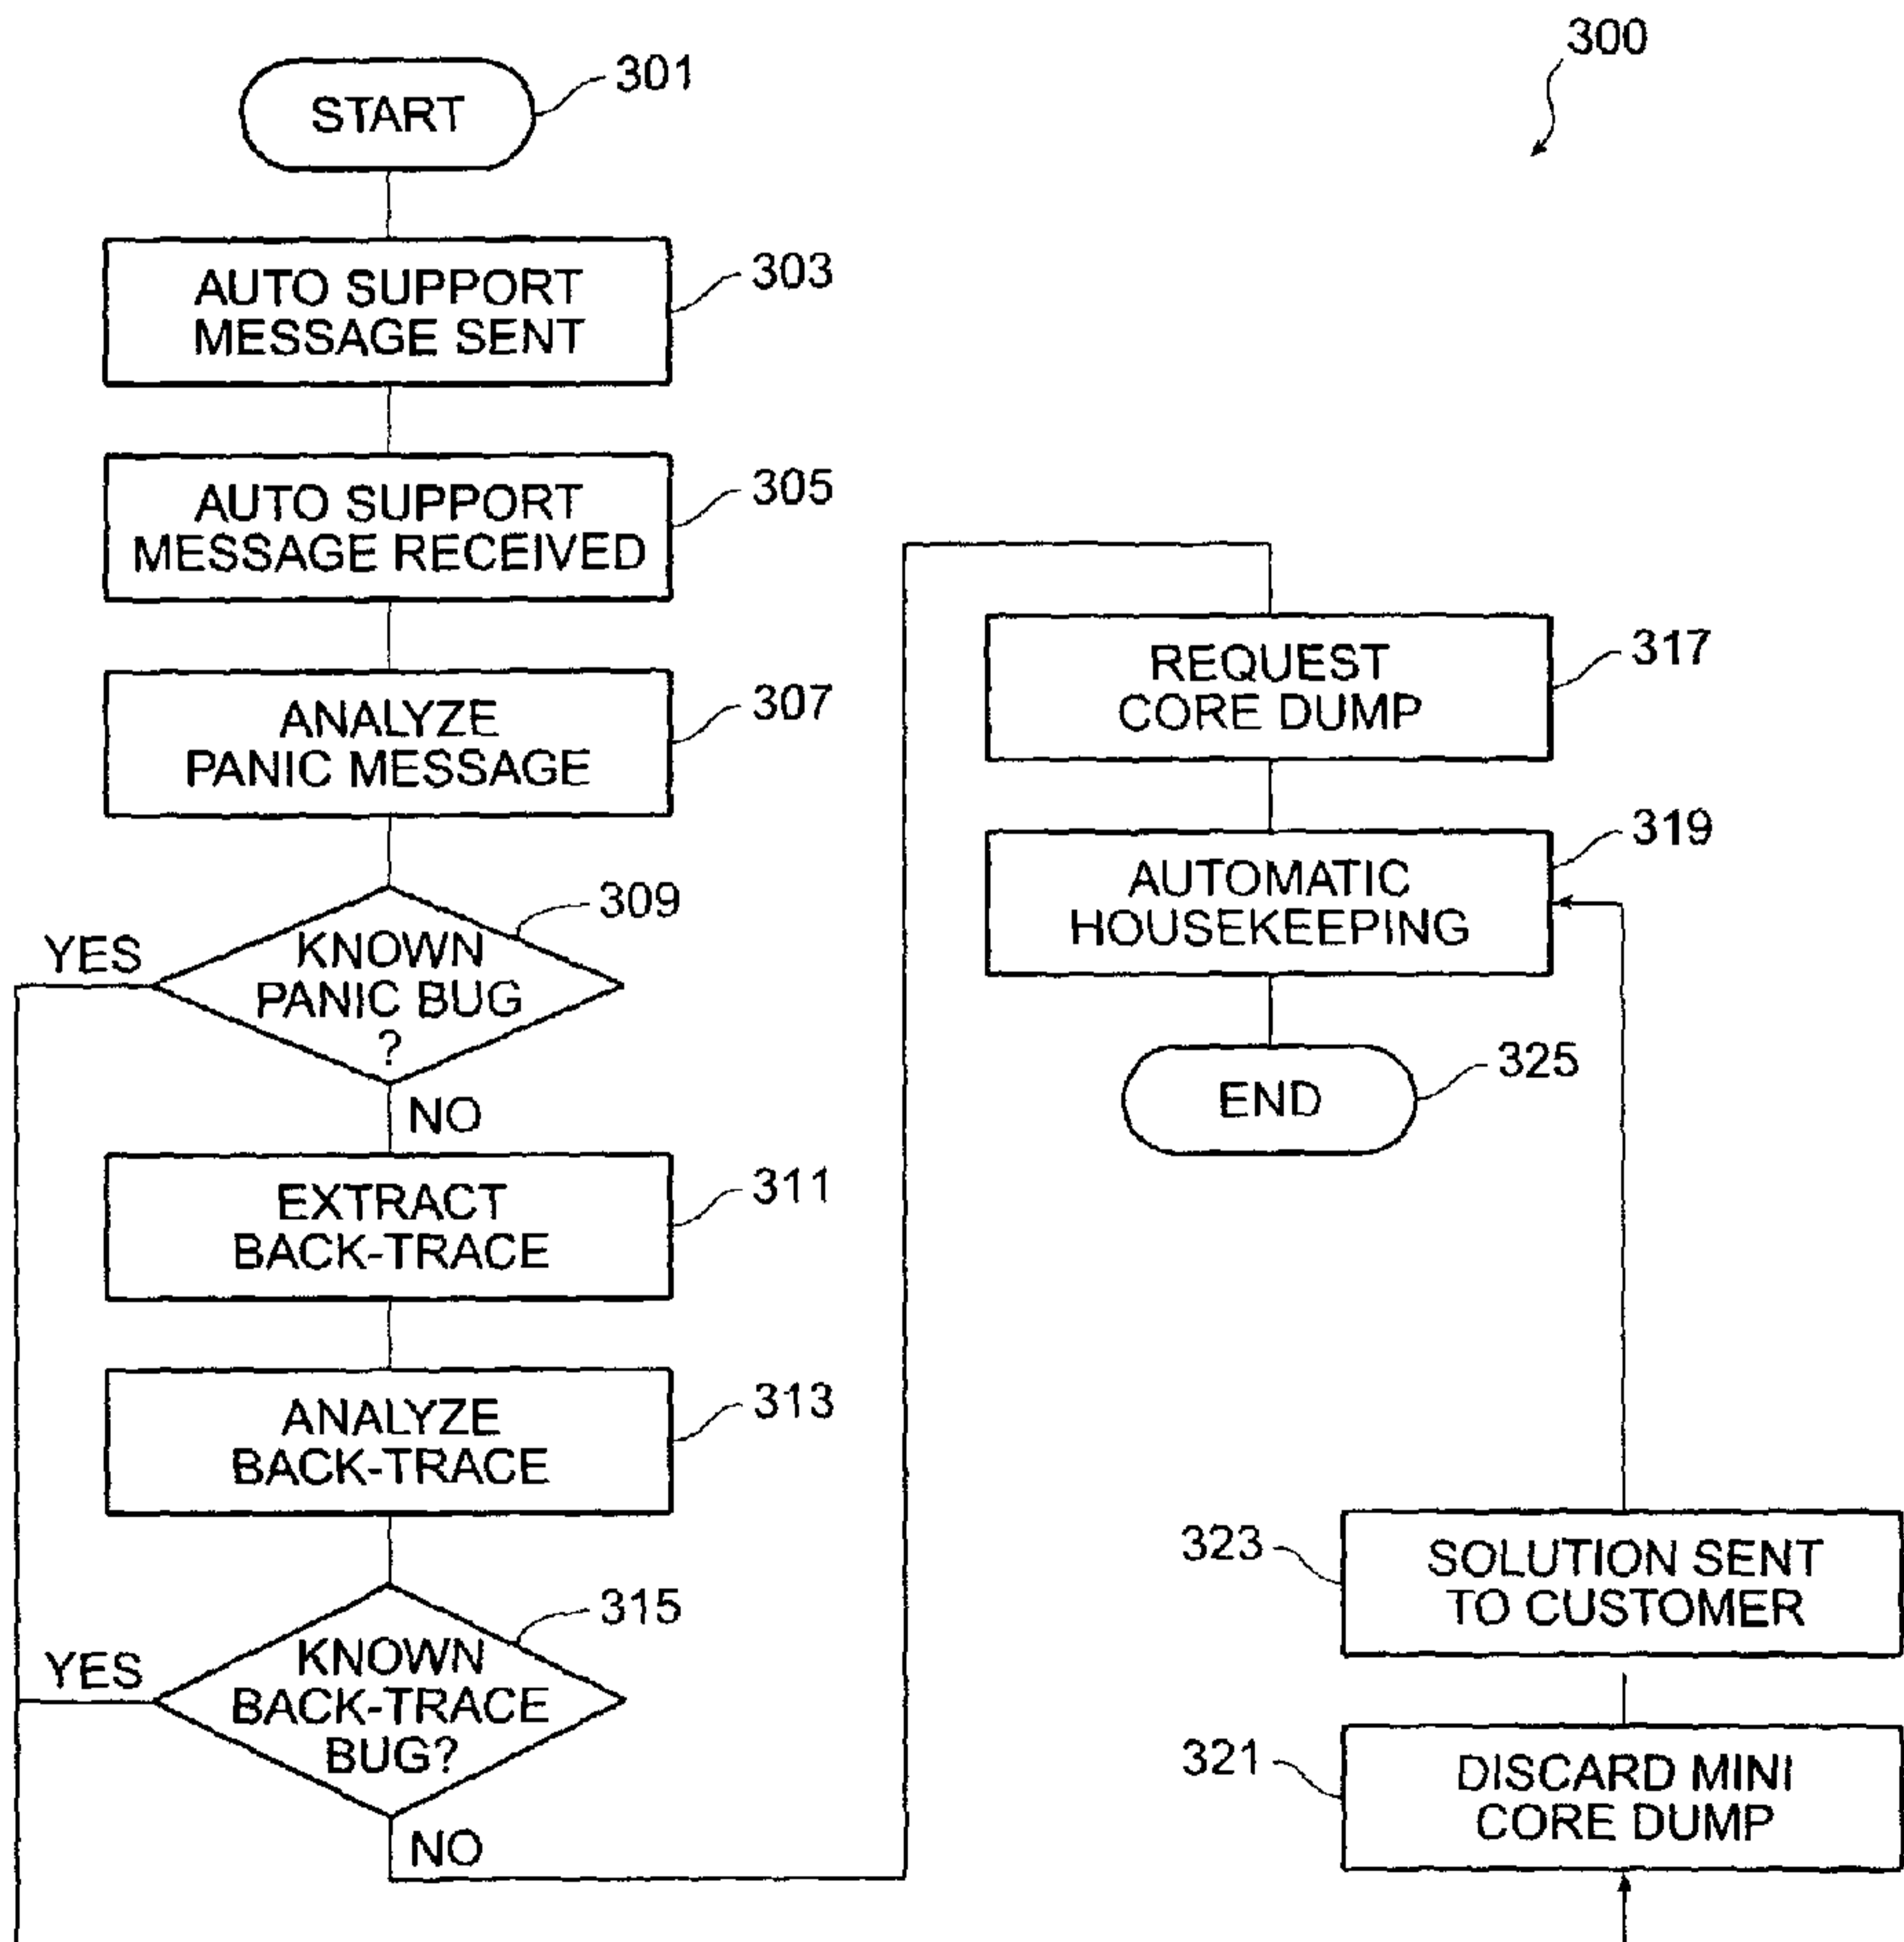 300
START
301
AUTO SUPPORT
MESSAGE SENT
303
AUTO SUPPORT
MESSAGE RECEIVED
305
ANALYZE
PANIC MESSAGE
307
KNOWN
PANIC BUG
?
309
YES
NO
EXTRACT
BACK-TRACE
311
ANALYZE
BACK-TRACE
313
KNOWN
BACK-TRACE
BUG?
315
YES
NO
REQUEST
CORE DUMP
317
AUTOMATIC
HOUSEKEEPING
319
END
325
323
SOLUTION SENT
TO CUSTOMER
321
DISCARD MINI
CORE DUMP